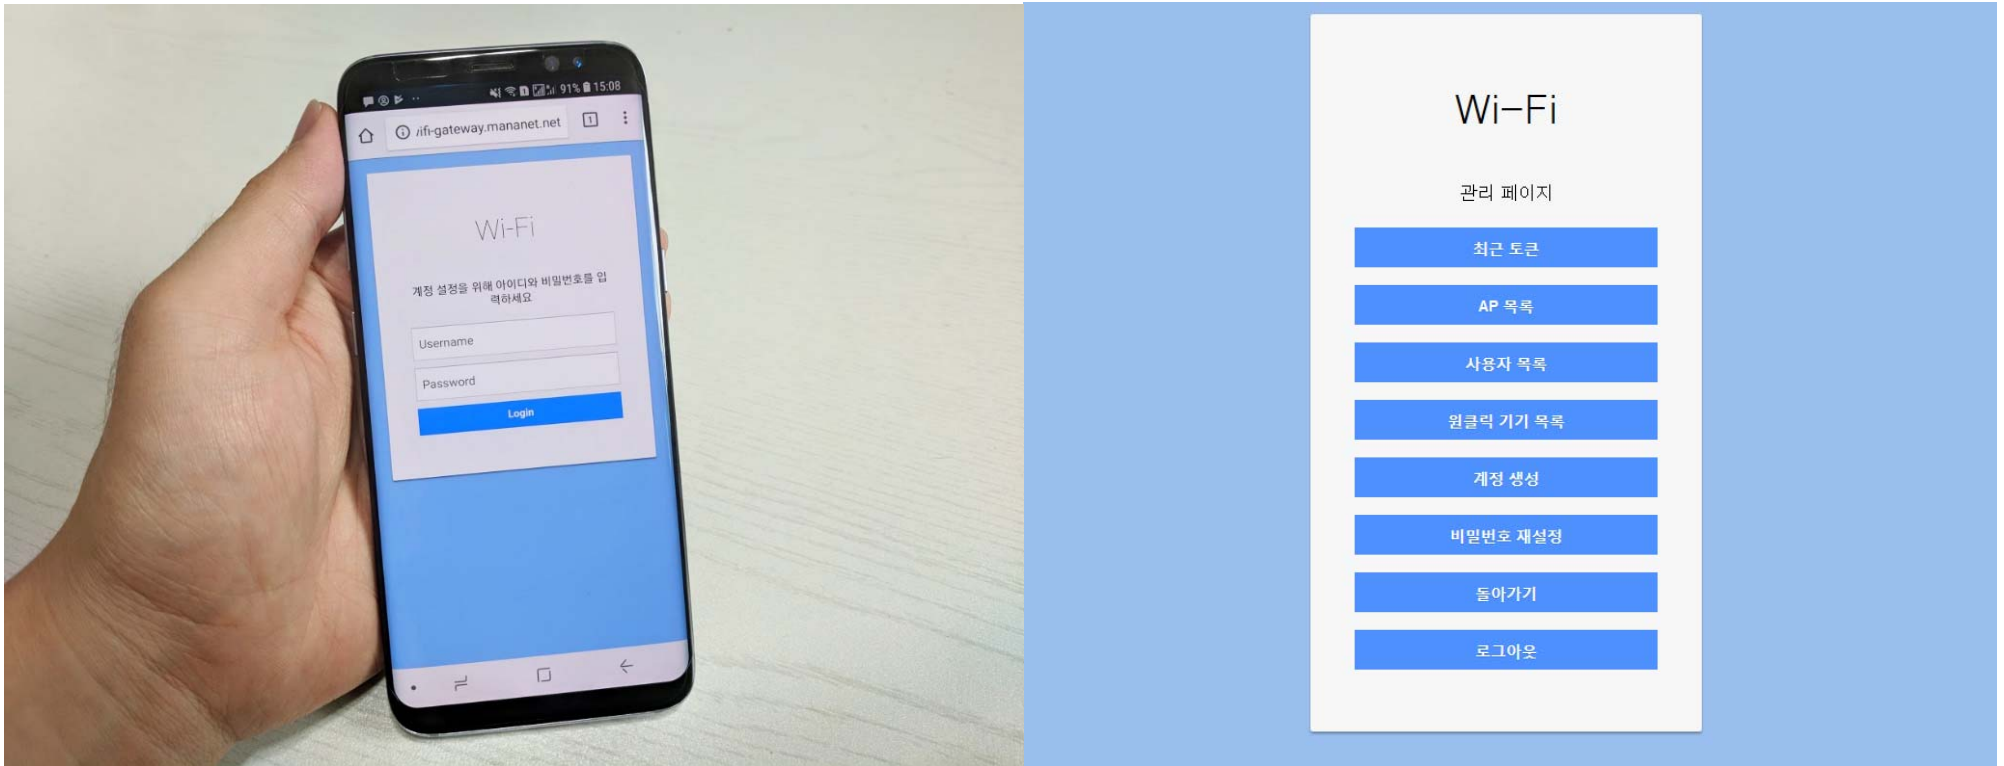 91% 15:08
/ifi-gateway.mananet.net
1
Wi-Fi
계정 설정을 위해 아이디와 비밀번호를 입
력하세요
Username
Password
Login
Wi-Fi
관리 페이지
최근 토큰
AP 목록
사용자 목록
원클릭 기기 목록
계정 생성
비밀번호 재설정
돌아가기
로그아웃